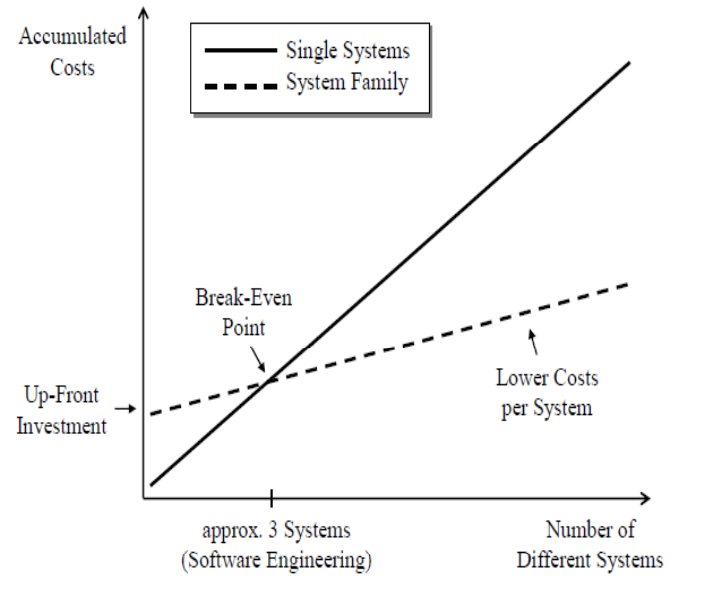 Accumulated
Costs
Single Systems
System Family
Break-Even
Point
Up-Front
Investment
Lower Costs
per System
approx. 3 Systems
(Software Engineering)
Number of
Different Systems